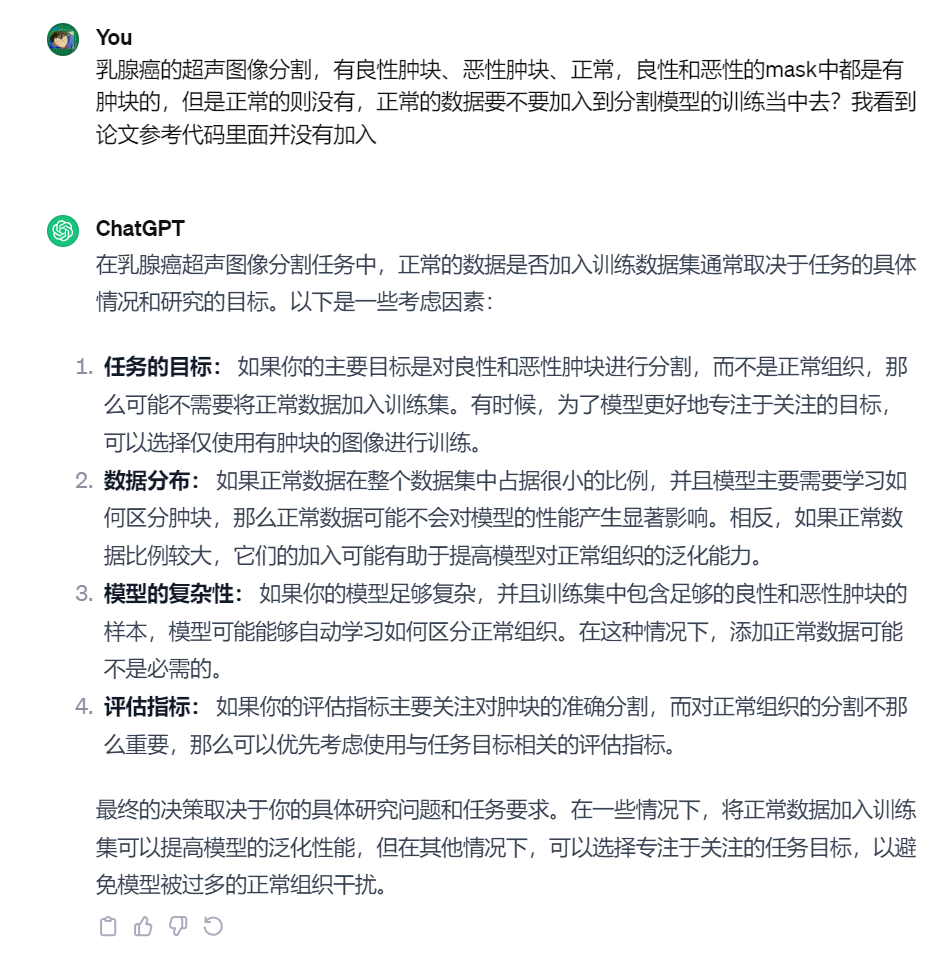 You
乳腺癌的超声图像分割，有良性肿块、恶性肿块、正常，良性和恶性的mask中都是有
肿块的，但是正常的则没有，正常的数据要不要加入到分割模型的训练当中去？我看到
论文参考代码里面并没有加入
ChatGPT
在乳腺癌超声图像分割任务中，正常的数据是否加入训练数据集通常取决于任务的具体
情况和研究的目标。以下是一些考虑因素：
1. 任务的目标： 如果你的主要目标是对良性和恶性肿块进行分割，而不是正常组织，那
么可能不需要将正常数据加入训练集。有时候，为了模型更好地专注于关注的目标，
可以选择仅使用有肿块的图像进行训练。
2. 数据分布： 如果正常数据在整个数据集中占据很小的比例，并且模型主要需要学习如
何区分肿块，那么正常数据可能不会对模型的性能产生显著影响。相反，如果正常数
据比例较大，它们的加入可能有助于提高模型对正常组织的泛化能力。
3. 模型的复杂性： 如果你的模型足够复杂，并且训练集中包含足够的良性和恶性肿块的
样本，模型可能能够自动学习如何区分正常组织。在这种情况下，添加正常数据可能
不是必需的。
4. 评估指标： 如果你的评估指标主要关注对肿块的准确分割，而对正常组织的分割不那
么重要，那么可以优先考虑使用与任务目标相关的评估指标。
最终的决策取决于你的具体研究问题和任务要求。在一些情况下，将正常数据加入训练
集可以提高模型的泛化性能，但在其他情况下，可以选择专注于关注的任务目标，以避
免模型被过多的正常组织干扰。